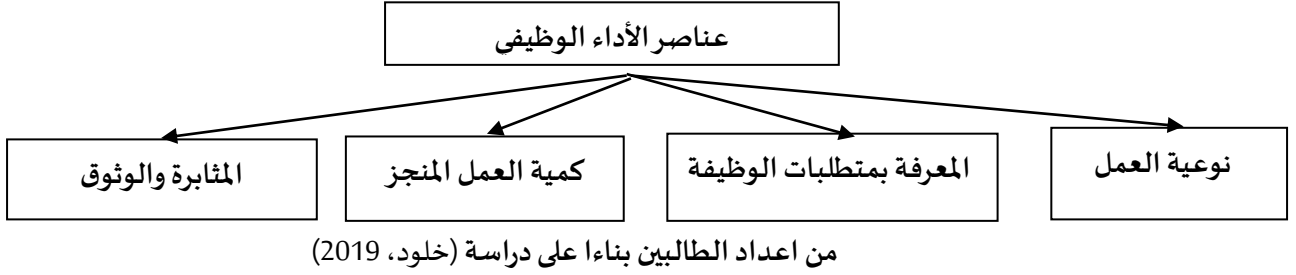 عناصر الأداء الوظيفي
نوعية العمل
المعرفة بمتطلبات الوظيفة
كمية العمل المنجز
المثابرة والوثوق
من اعداد الطالبين بناءا على دراسة (خلود، 2019)